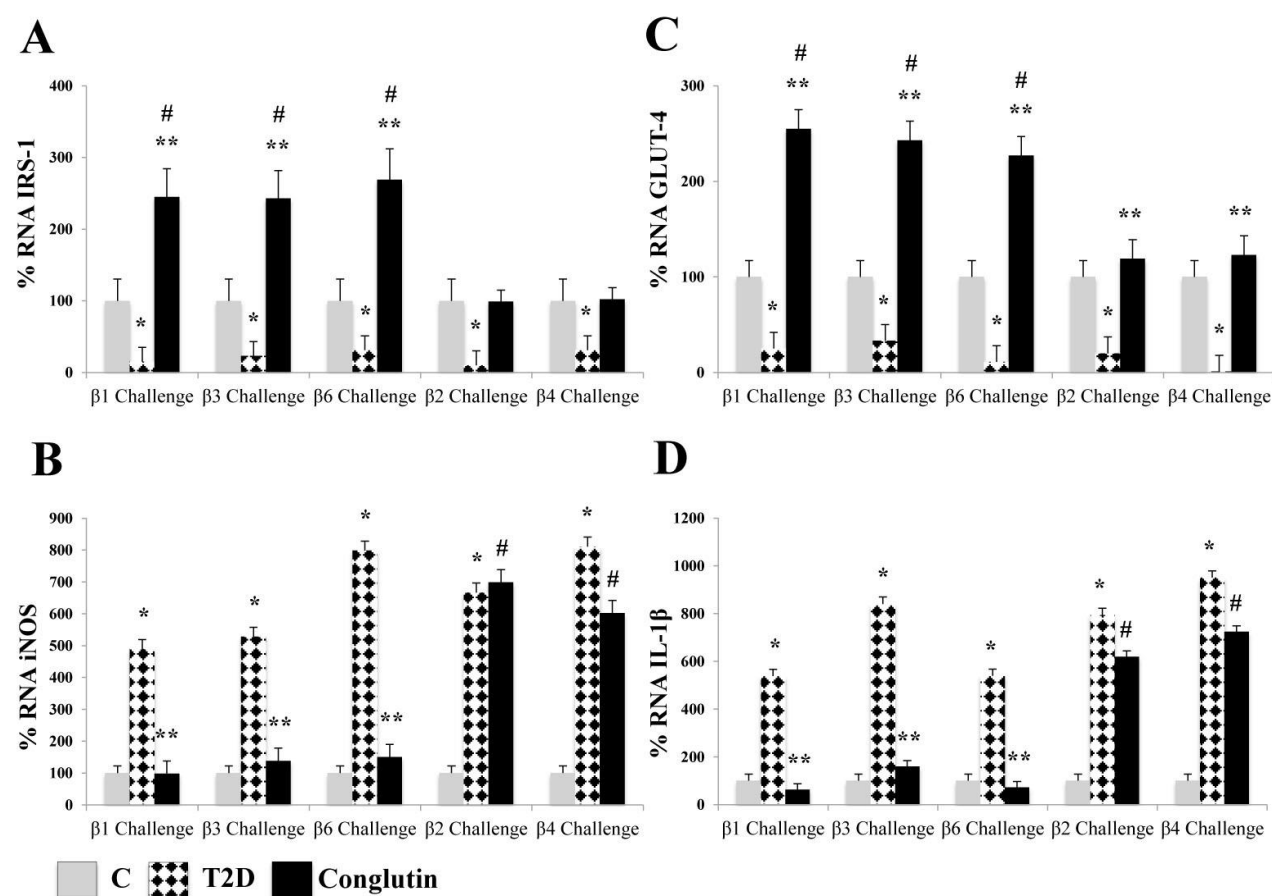 A
% RNA IRS-1
400
300
200
100
0
# ** # ** # **
* * * * *
β1 Challenge β3 Challenge β6 Challenge β2 Challenge β4 Challenge
C
% RNA GLUT-4
300
200
100
0
# ** # ** # ** ** **
* * * * *
β1 Challenge β3 Challenge β6 Challenge β2 Challenge β4 Challenge
B
% RNA iNOS
900
800
700
600
500
400
300
200
100
0
* ** * ** * ** * # * #
β1 Challenge β3 Challenge β6 Challenge β2 Challenge β4 Challenge
D
% RNA IL-1β
1200
1000
800
600
400
200
0
* ** * ** * ** * # * #
β1 Challenge β3 Challenge β6 Challenge β2 Challenge β4 Challenge
C T2D Conglutin